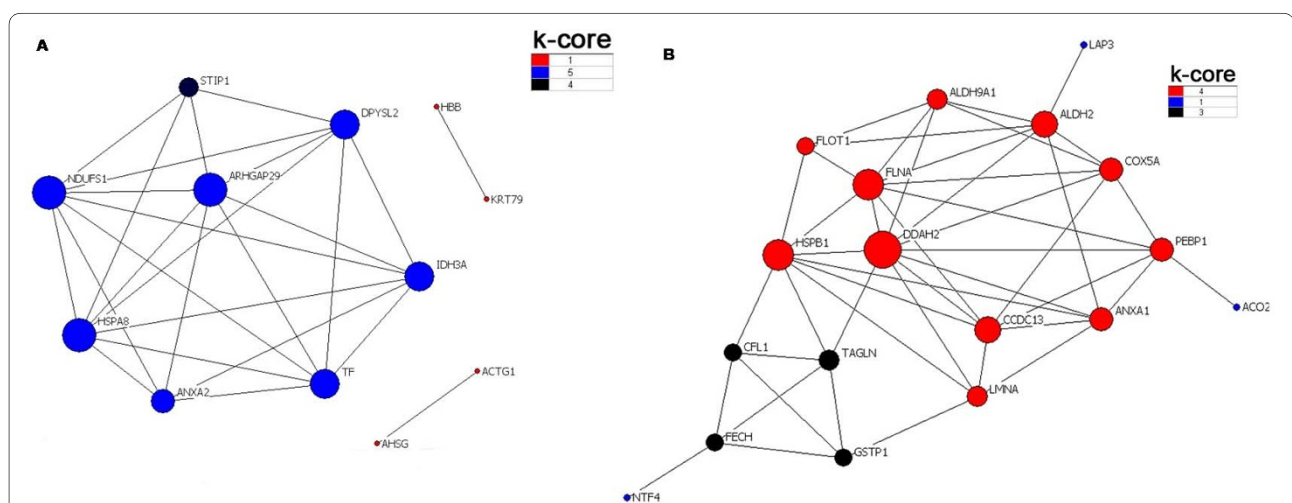 A
k-core
1
5
4
STIP1
DPYSL2
HBB
NDUFS1
ARHGAP29
KRT79
IDH3A
HSPA8
TF
ANXA2
ACTG1
AHSG
B
k-core
4
1
3
LAP3
ALDH9A1
ALDH2
FLOT1
COX5A
FLNA
DDAH2
HSPB1
PEBP1
ACO2
ANXA1
CCDC13
CFL1
TAGLN
LMNA
FECH
GSTP1
NTF4